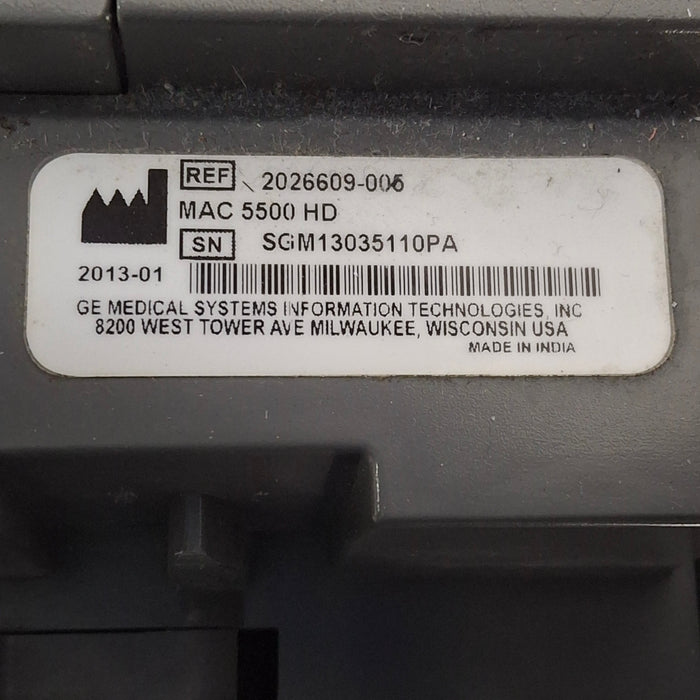 REF 2026609-006
MAC 5500 HD
SN SGM13035110PA
2013-01
GE MEDICAL SYSTEMS INFORMATION TECHNOLOGIES, INC
8200 WEST TOWER AVE MILWAUKEE, WISCONSIN USA
MADE IN INDIA